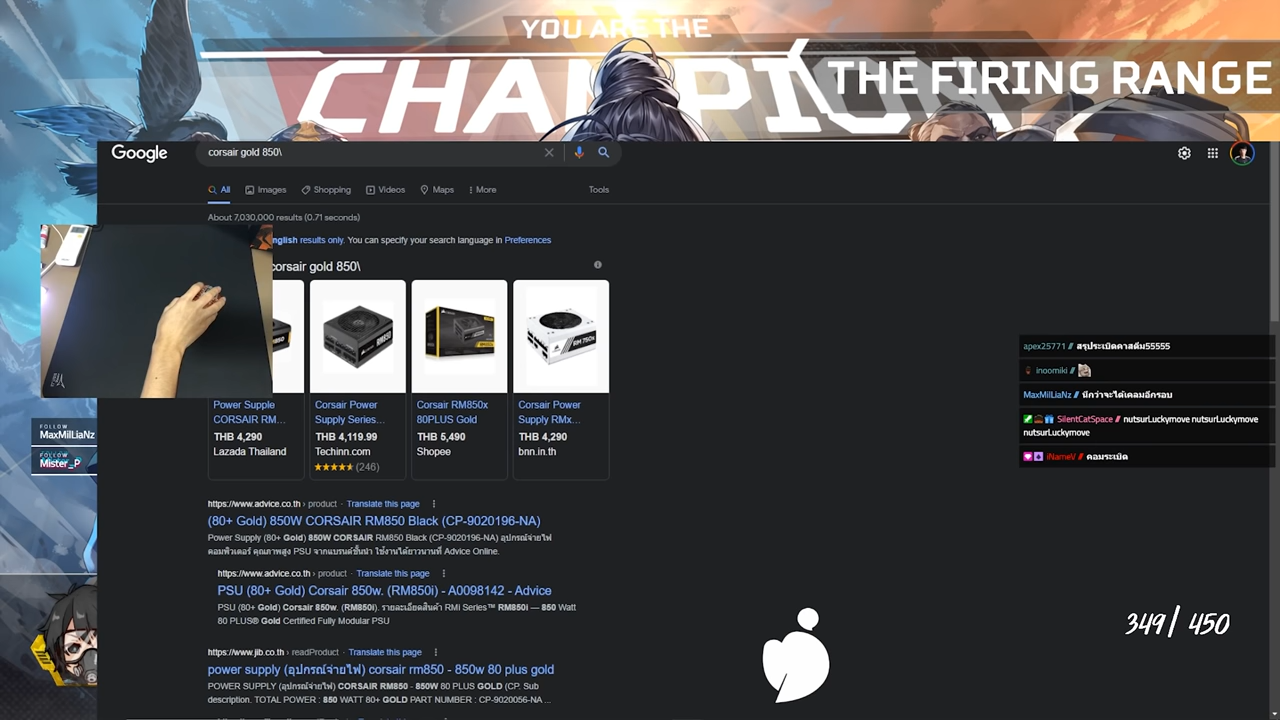 YOU ARE THE
CHAMPION
THE FIRING RANGE
Google
corsair gold 850\
All
Images
Shopping
Videos
Maps
More
Tools
About 7,030,000 results (0.71 seconds)
nglish results only. You can specify your search language in Preferences
corsair gold 850\
RM850
RM 750x
Power Supple
CORSAIR RM...
THB 4,290
Lazada Thailand
Corsair Power
Supply Series...
THB 4,119.99
Techinn.com
(246)
Corsair RM850x
80PLUS Gold
THB 5,490
Shopee
Corsair Power
Supply RMx...
THB 4,290
bnn.in.th
https://www.advice.co.th › product · Translate this page
(80+ Gold) 850W CORSAIR RM850 Black (CP-9020196-NA)
Power Supply (80+ Gold) 850W CORSAIR RM850 Black (CP-9020196-NA) อุปกรณ์จ่ายไฟ
คอมพิวเตอร์ คุณภาพสูง PSU จากแบรนด์ชั้นนำ ใช้งานได้ยาวนานที่ Advice Online.
https://www.advice.co.th › product · Translate this page
PSU (80+ Gold) Corsair 850w. (RM850i) - A0098142 - Advice
PSU (80+ Gold) Corsair 850w. (RM850i). รายละเอียดสินค้า RMi Series™ RM850i — 850 Watt
80 PLUS® Gold Certified Fully Modular PSU
https://www.jib.co.th › readProduct · Translate this page
power supply (อุปกรณ์จ่ายไฟ) corsair rm850 - 850w 80 plus gold
POWER SUPPLY (อุปกรณ์จ่ายไฟ) CORSAIR RM850 - 850W 80 PLUS GOLD (CP. Sub
description. TOTAL POWER : 850 WATT 80+ GOLD PART NUMBER : CP-9020056-NA ...
FOLLOW
MaxMilLiaNz
FOLLOW
Mister_P
apex25771 // สรุประเบิดคาสตีม55555
inoomiki //
MaxMilLiaNz // นึกว่าจะได้เคลมอีกรอบ
SilentCatSpace // nutsurLuckymove nutsurLuckymove
nutsurLuckymove
iNameV // คอมระเบิด
349/ 450